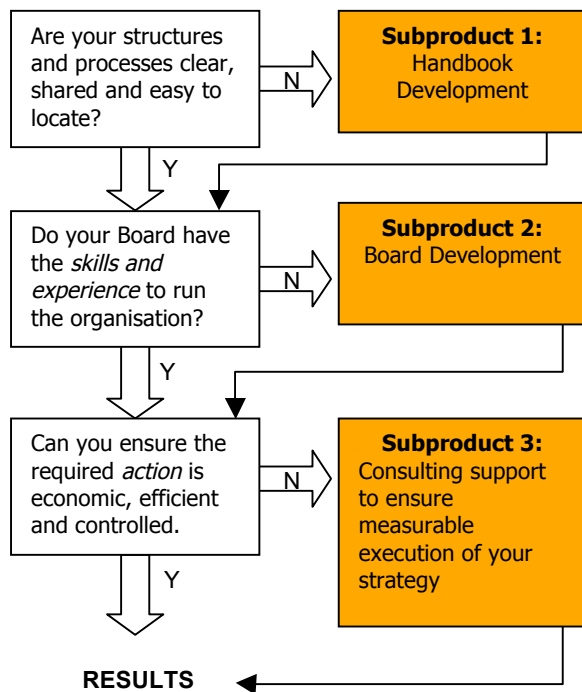 Are your structures
and processes clear,
shared and easy to
locate?
N
Subproduct 1:
Handbook
Development
Y
Do your Board have
the skills and
experience to run
the organisation?
N
Subproduct 2:
Board Development
Y
Can you ensure the
required action is
economic, efficient
and controlled.
N
Subproduct 3:
Consulting support
to ensure
measurable
execution of your
strategy
Y
RESULTS